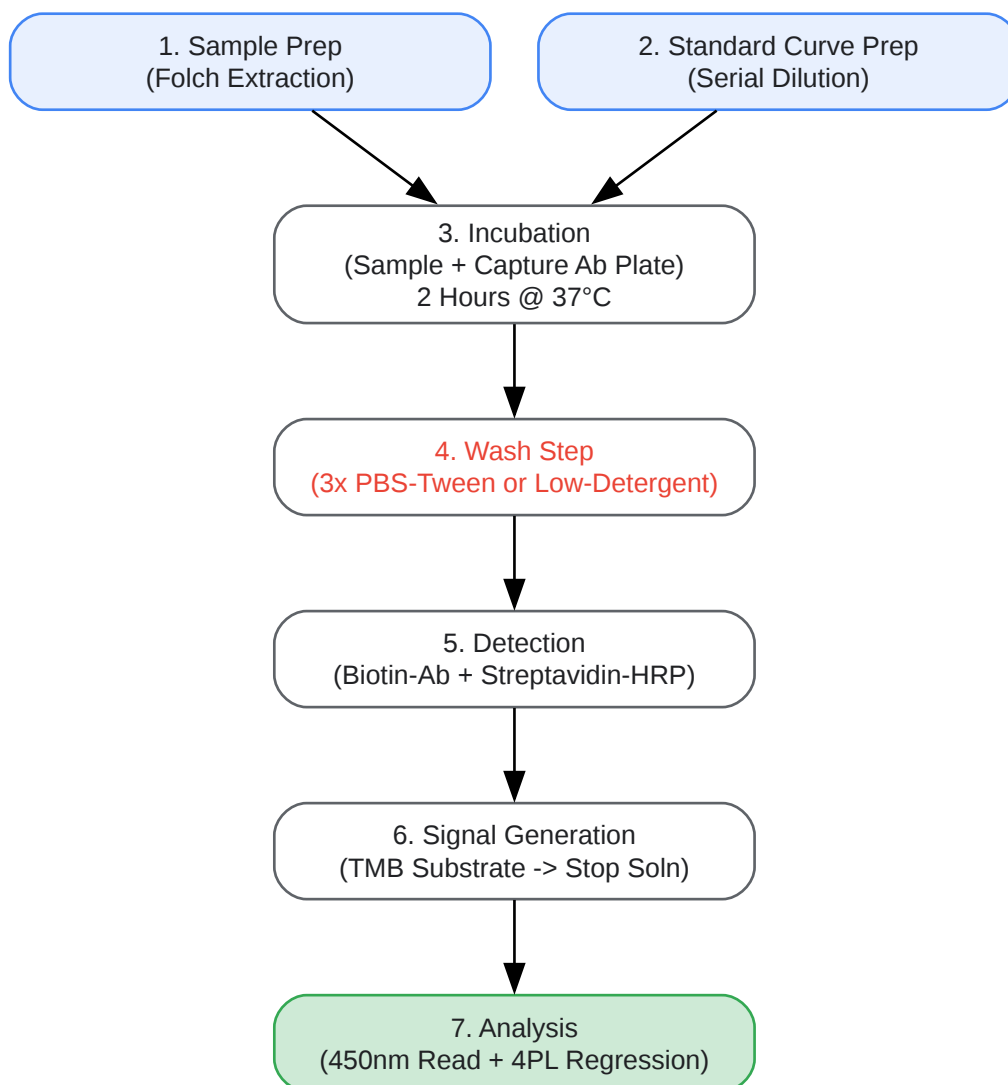 1. Sample Prep
(Folch Extraction)
2. Standard Curve Prep
(Serial Dilution)
3. Incubation
(Sample + Capture Ab Plate)
2 Hours @ 37°C
4. Wash Step
(3x PBS-Tween or Low-Detergent)
5. Detection
(Biotin-Ab + Streptavidin-HRP)
6. Signal Generation
(TMB Substrate -> Stop Soln)
7. Analysis
(450nm Read + 4PL Regression)